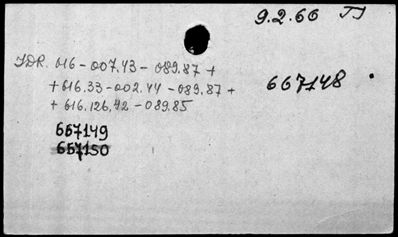 9.2.66 TJ
JDR. 616-007.43-089.87 +
+616.33-002.44-089.87 +
+616.126.42-089.85
667148
667149
667150